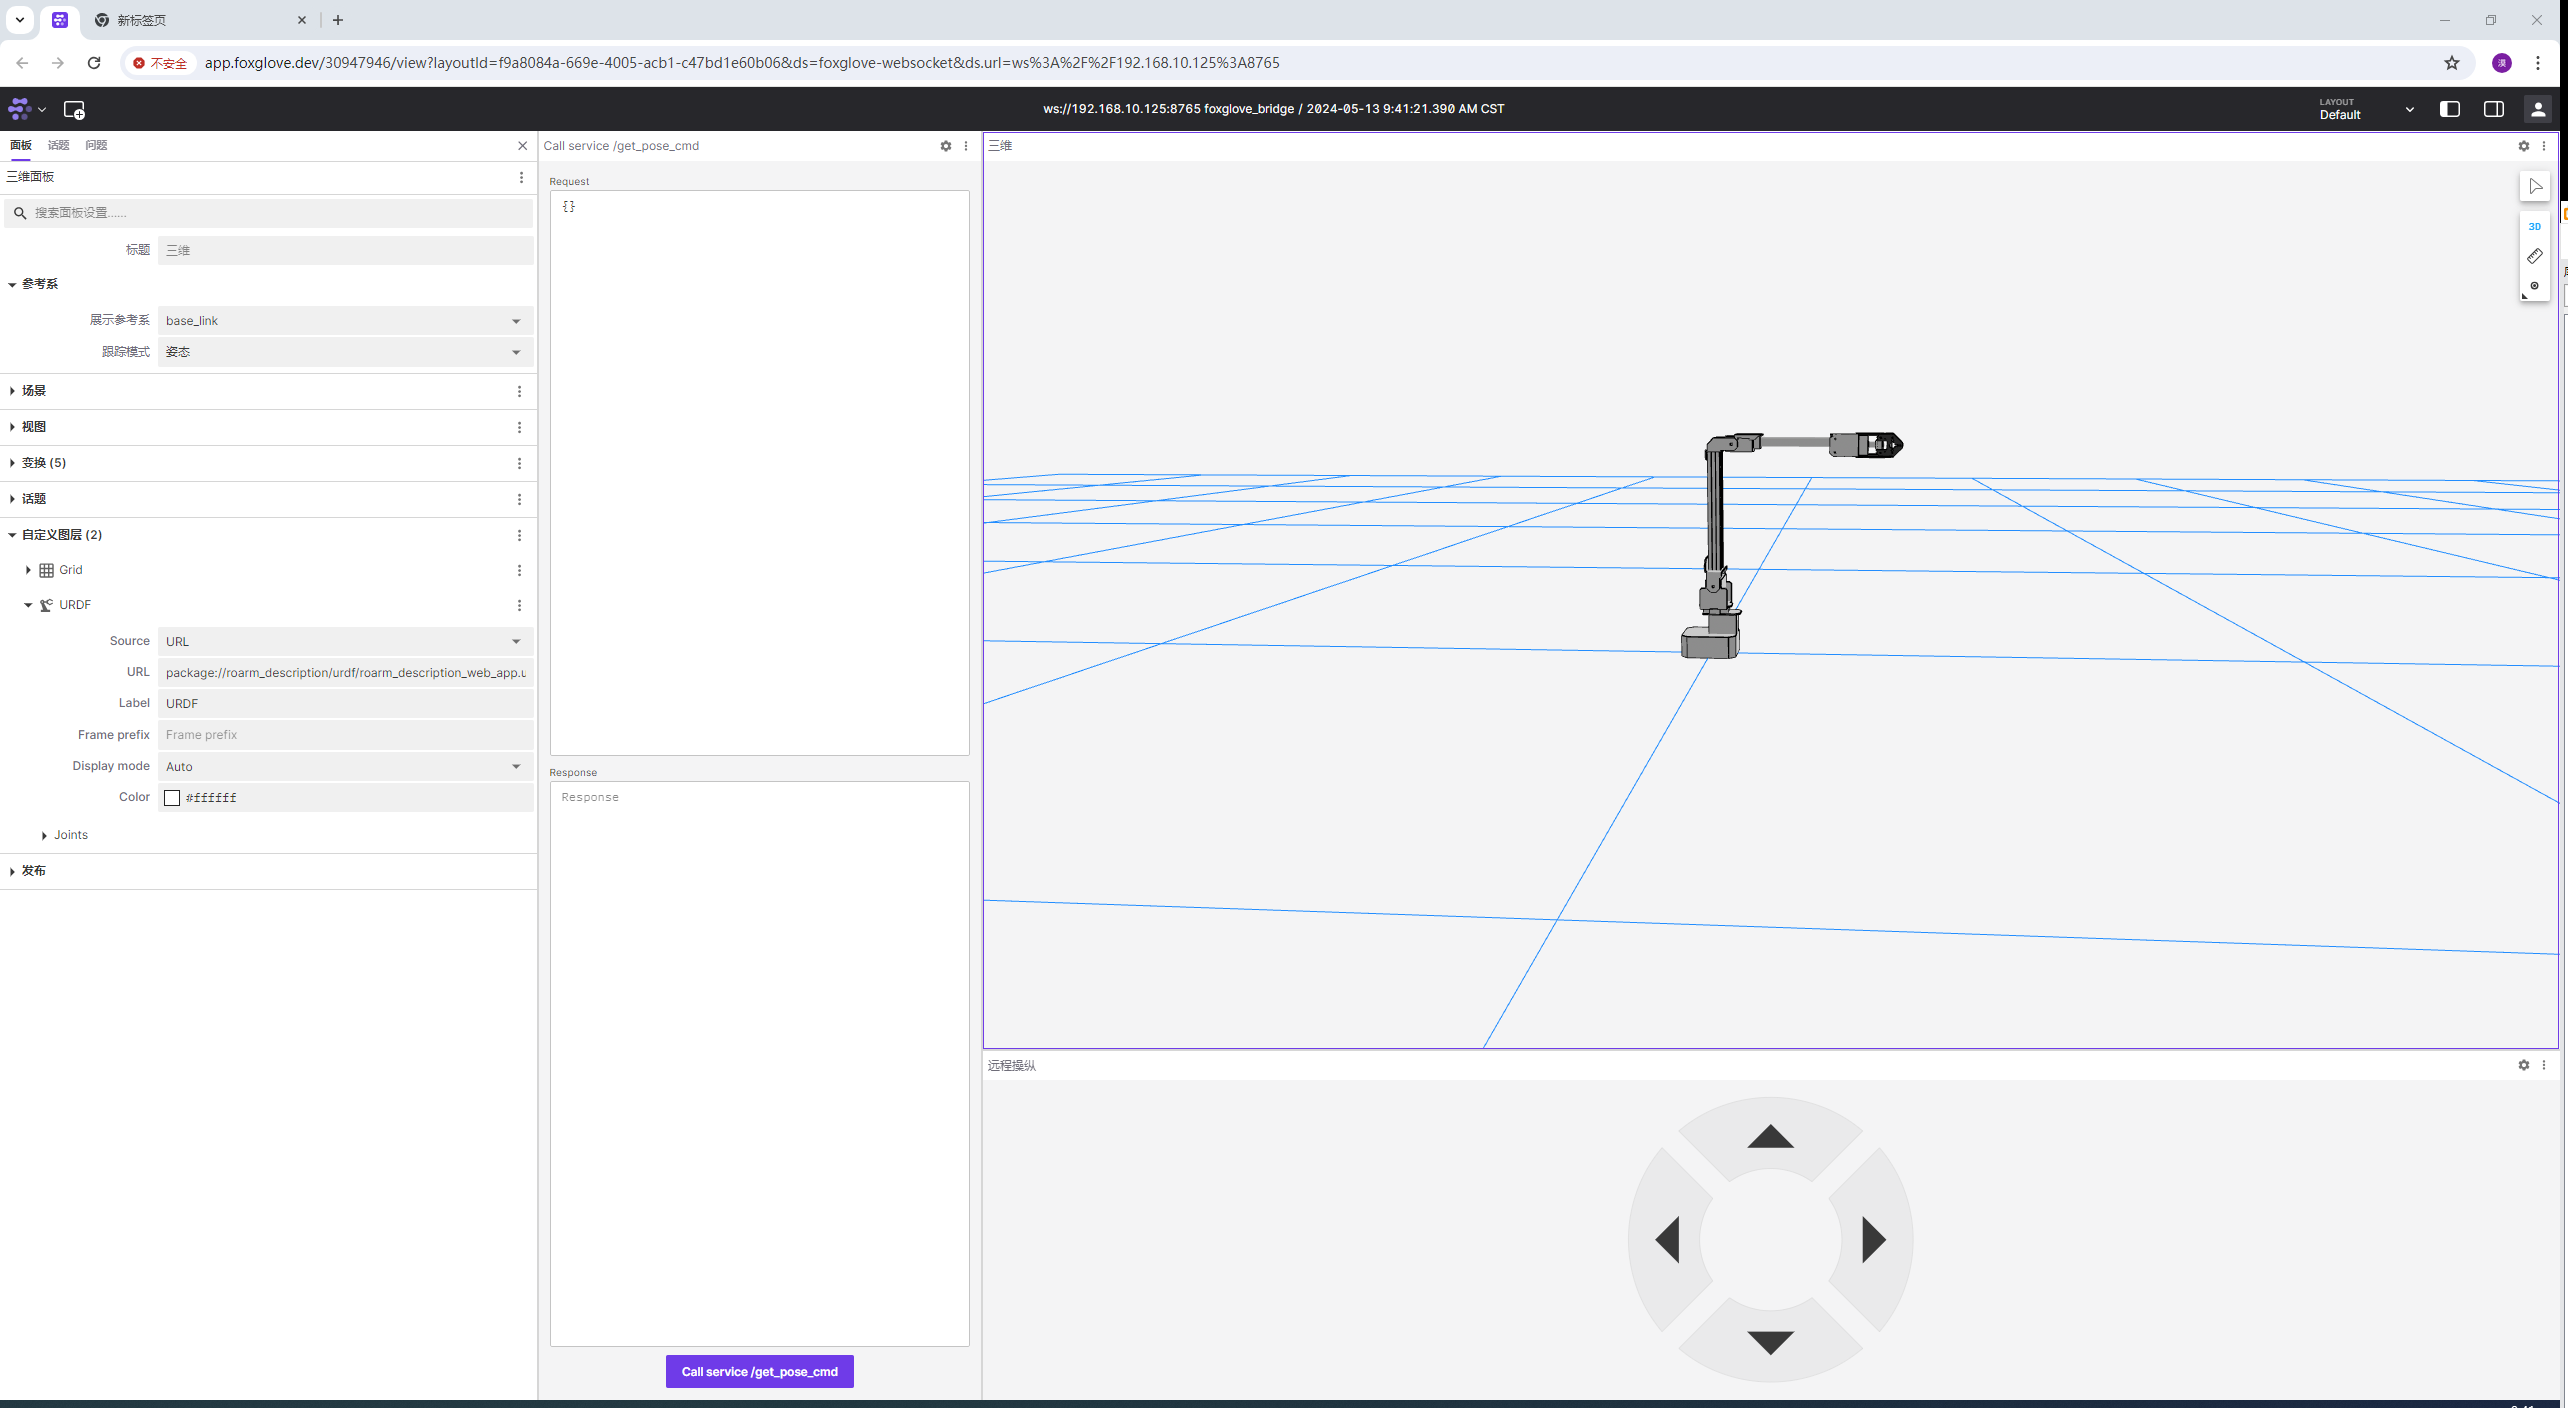 新标签页
不安全
app.foxglove.dev/30947946/view?layoutId=f9a8084a-669e-4005-acb1-c47bd1e60b06&ds=foxglove-websocket&ds.url=ws%3A%2F%2F192.168.10.125%3A8765
漠
ws://192.168.10.125:8765 foxglove_bridge / 2024-05-13 9:41:21.390 AM CST
LAYOUT
Default
面板 话题 问题
三维面板
搜索面板设置......
标题 三维
参考系
展示参考系 base_link
跟踪模式 姿态
场景
视图
变换 (5)
话题
自定义图层 (2)
Grid
URDF
Source URL
URL package://roarm_description/urdf/roarm_description_web_app.u
Label URDF
Frame prefix Frame prefix
Display mode Auto
Color #ffffff
Joints
发布
Call service /get_pose_cmd
Request
{}
Response
Response
Call service /get_pose_cmd
三维
3D
远程操纵